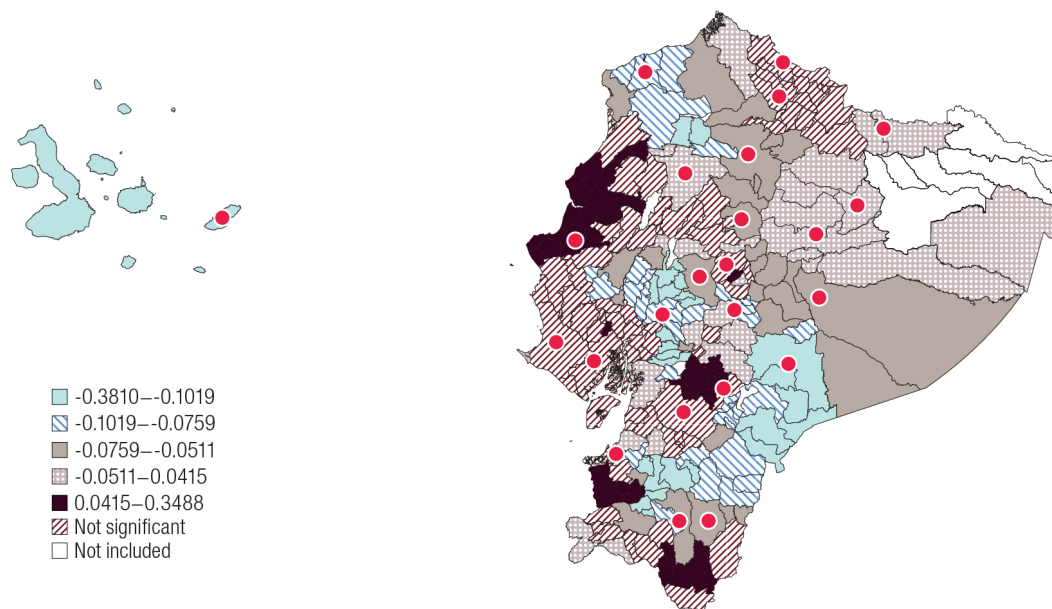 -0.3810–-0.1019
-0.1019–-0.0759
-0.0759–-0.0511
-0.0511–0.0415
0.0415–0.3488
Not significant
Not included